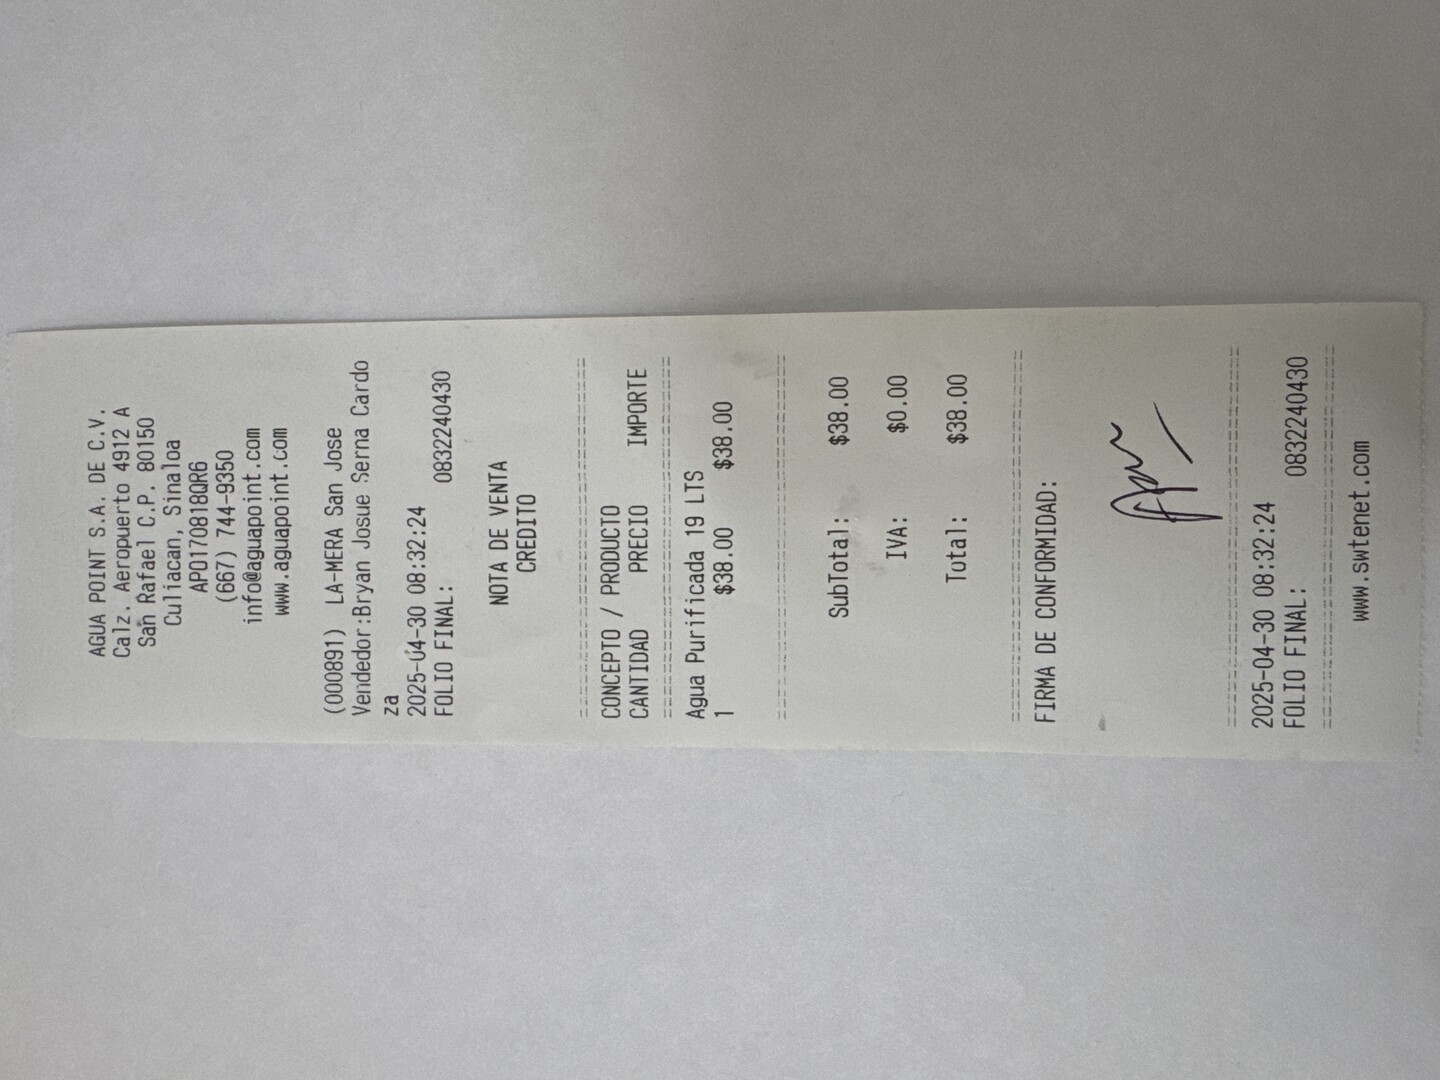 AGUA POINT S.A. DE C.V.
Calz. Aeropuerto 4912 A
San Rafael C.P. 80150
Culiacan, Sinaloa
APO170818QR6
(667) 744-9350
info@aguapoint.com
www.aguapoint.com
(000891) LA-MERA San Jose
Vendedor:Bryan Josue Serna Cardo
za
2025-04-30 08:32:24
FOLIO FINAL: 0832240430
NOTA DE VENTA
CREDITO
================================
CONCEPTO / PRODUCTO
CANTIDAD PRECIO IMPORTE
================================
Agua Purificada 19 LTS
1 $38.00 $38.00
================================
SubTotal: $38.00
IVA: $0.00
Total: $38.00
================================
FIRMA DE CONFORMIDAD:
================================
2025-04-30 08:32:24
FOLIO FINAL: 0832240430
================================
www.swtenet.com